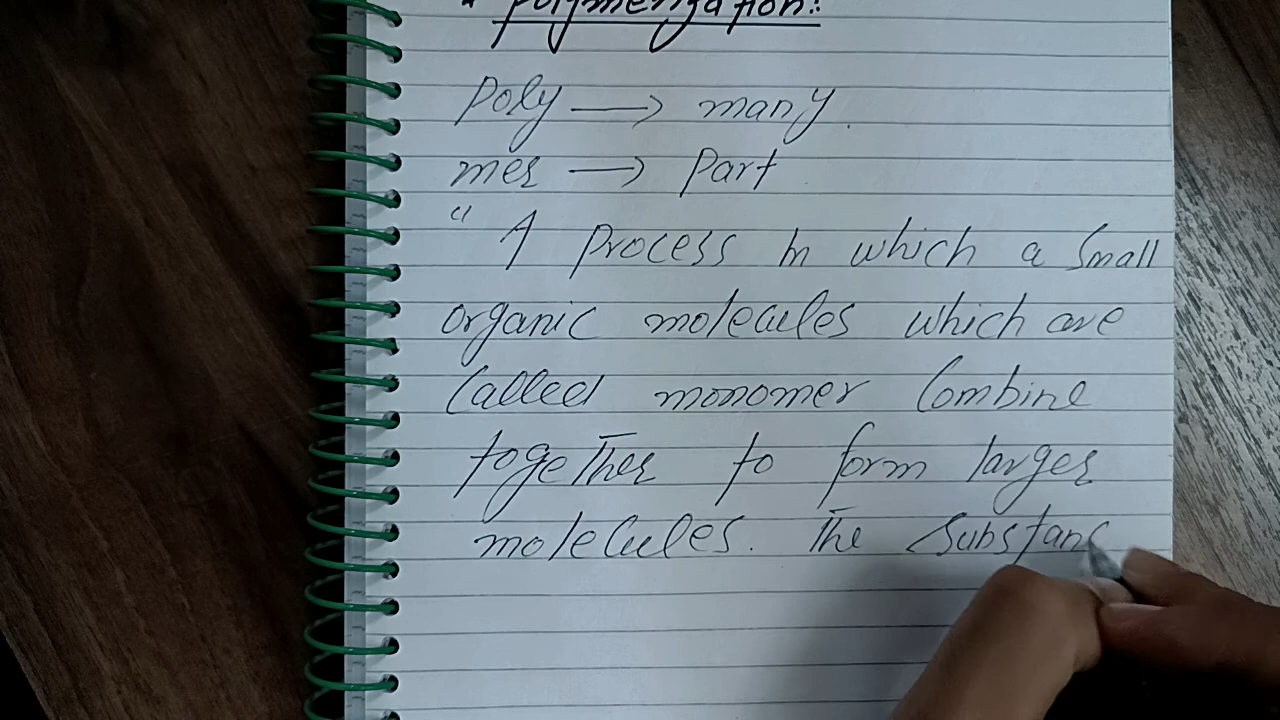 " Polymerization:
Poly → many.
mer → Part
" A Process in which a Small
organic molecules which are
Called monomer Combine
together to form larger
molecules. The Substanc